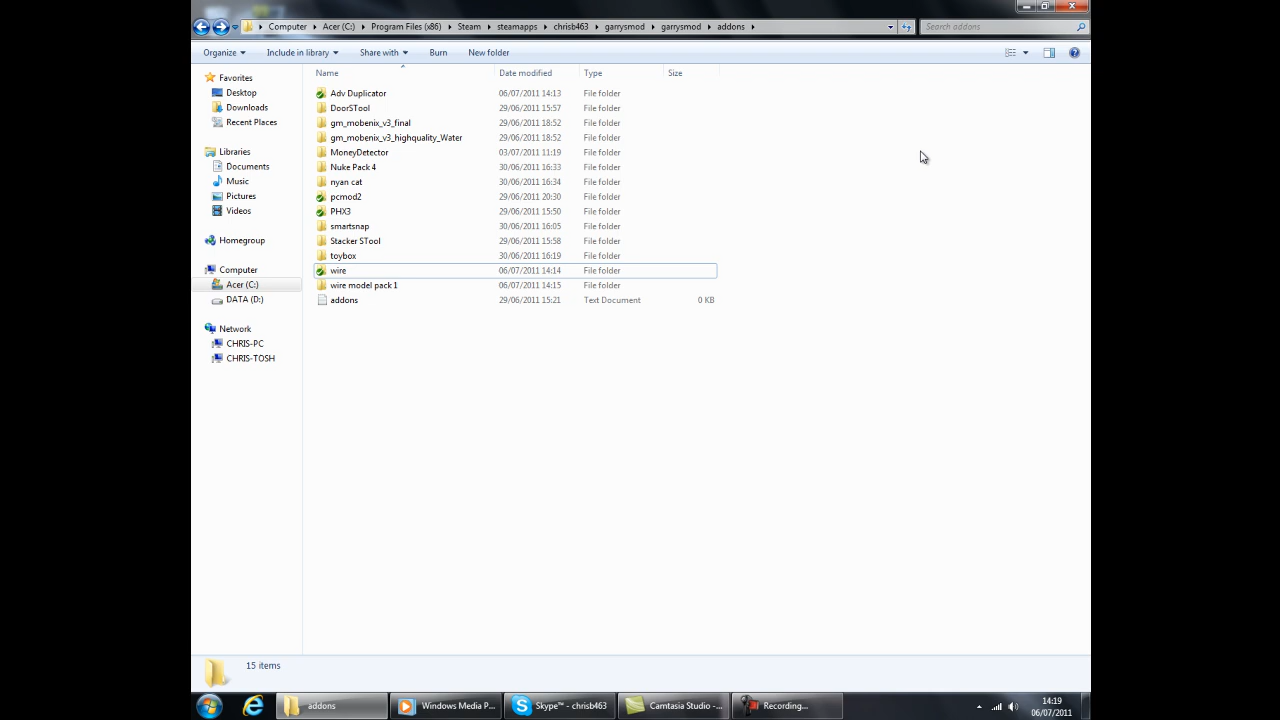 Computer Acer (C:) Program Files (x86) Steam steamapps chrisb463 garrysmod garrysmod addons
Search addons
Organize Include in library Share with Burn New folder
Name Date modified Type Size
Favorites
Desktop
Downloads
Recent Places
Libraries
Documents
Music
Pictures
Videos
Homegroup
Computer
Acer (C:)
DATA (D:)
Network
CHRIS-PC
CHRIS-TOSH
Adv Duplicator 06/07/2011 14:13 File folder
DoorSTool 29/06/2011 15:57 File folder
gm_mobenix_v3_final 29/06/2011 18:52 File folder
gm_mobenix_v3_highquality_Water 29/06/2011 18:52 File folder
MoneyDetector 03/07/2011 11:19 File folder
Nuke Pack 4 30/06/2011 16:33 File folder
nyan cat 30/06/2011 16:34 File folder
pcmod2 29/06/2011 20:30 File folder
PHX3 29/06/2011 15:50 File folder
smartsnap 30/06/2011 16:05 File folder
Stacker STool 29/06/2011 15:58 File folder
toybox 30/06/2011 16:19 File folder
wire 06/07/2011 14:14 File folder
wire model pack 1 06/07/2011 14:15 File folder
addons 29/06/2011 15:21 Text Document 0 KB
15 items
addons Windows Media P... Skype™ - chrisb463 Camtasia Studio -... Recording...
14:19
06/07/2011